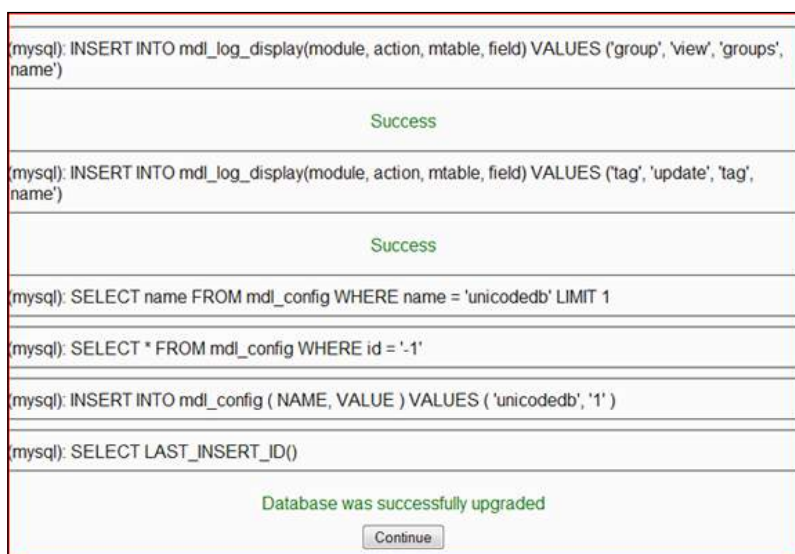 (mysql): INSERT INTO mdl_log_display(module, action, mtable, field) VALUES ('group', 'view', 'groups',
'name')
Success
(mysql): INSERT INTO mdl_log_display(module, action, mtable, field) VALUES ('tag', 'update', 'tag',
'name')
Success
(mysql): SELECT name FROM mdl_config WHERE name = 'unicodedb' LIMIT 1
(mysql): SELECT * FROM mdl_config WHERE id = '-1'
(mysql): INSERT INTO mdl_config ( NAME, VALUE ) VALUES ( 'unicodedb', '1' )
(mysql): SELECT LAST_INSERT_ID()
Database was successfully upgraded
Continue